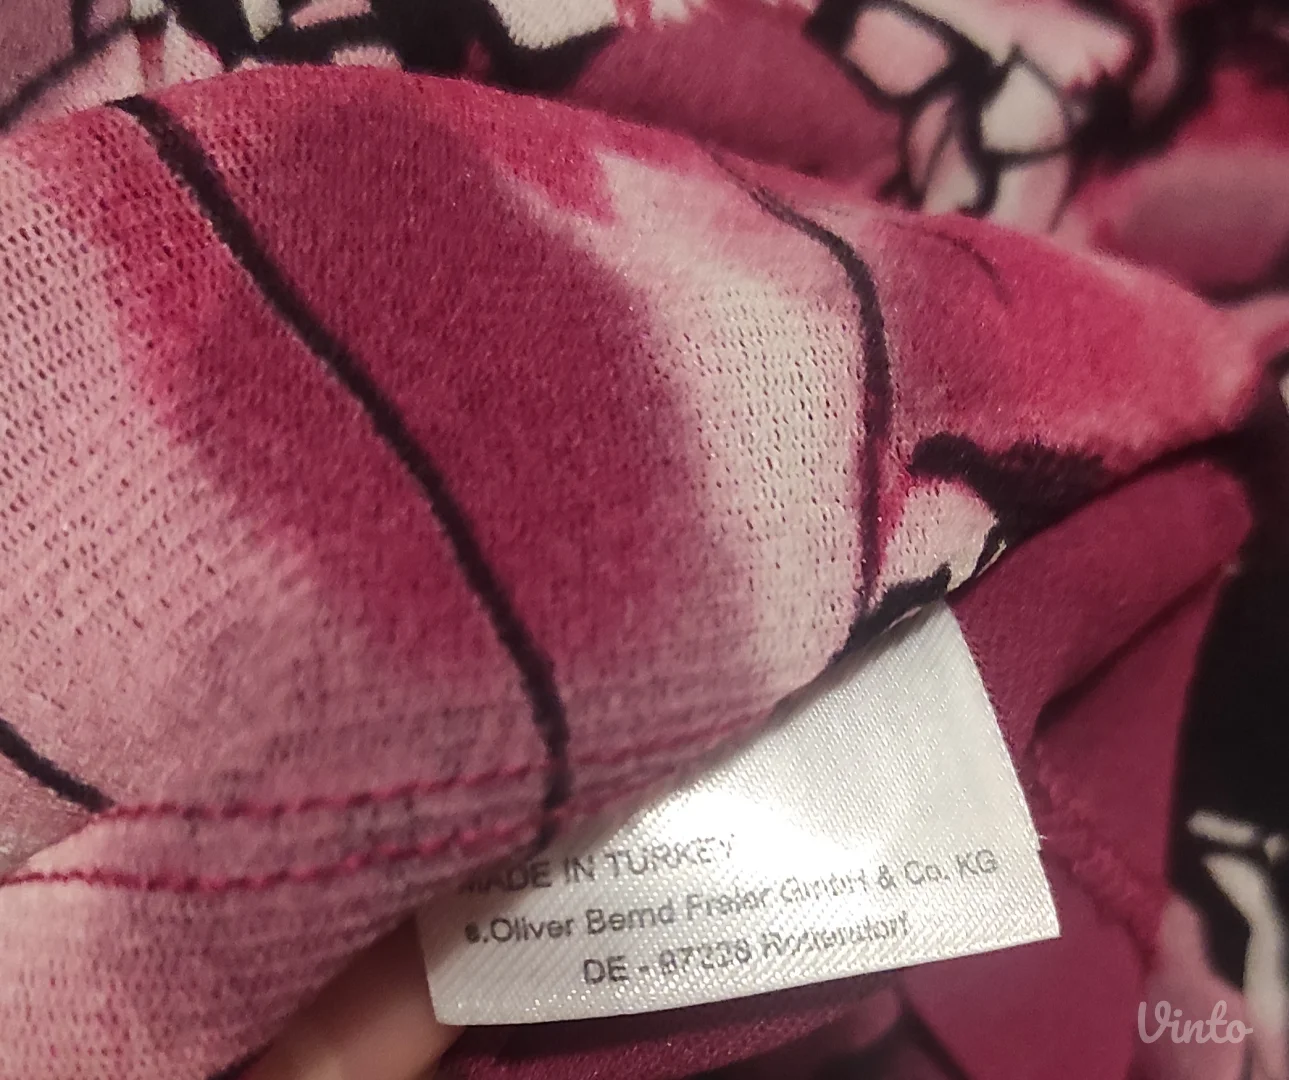 MADE IN TURKEY
s.Oliver Bernd Freier GmbH & Co. KG
DE - 97228 Rottendorf
Vinto